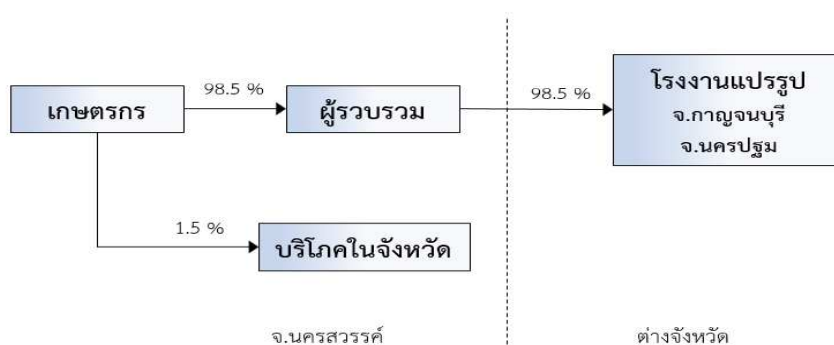 เกษตรกร
98.5 %
ผู้รวบรวม
98.5 %
โรงงานแปรรูป
จ.กาญจนบุรี
จ.นครปฐม
1.5 %
บริโภคในจังหวัด
จ.นครสวรรค์
ต่างจังหวัด